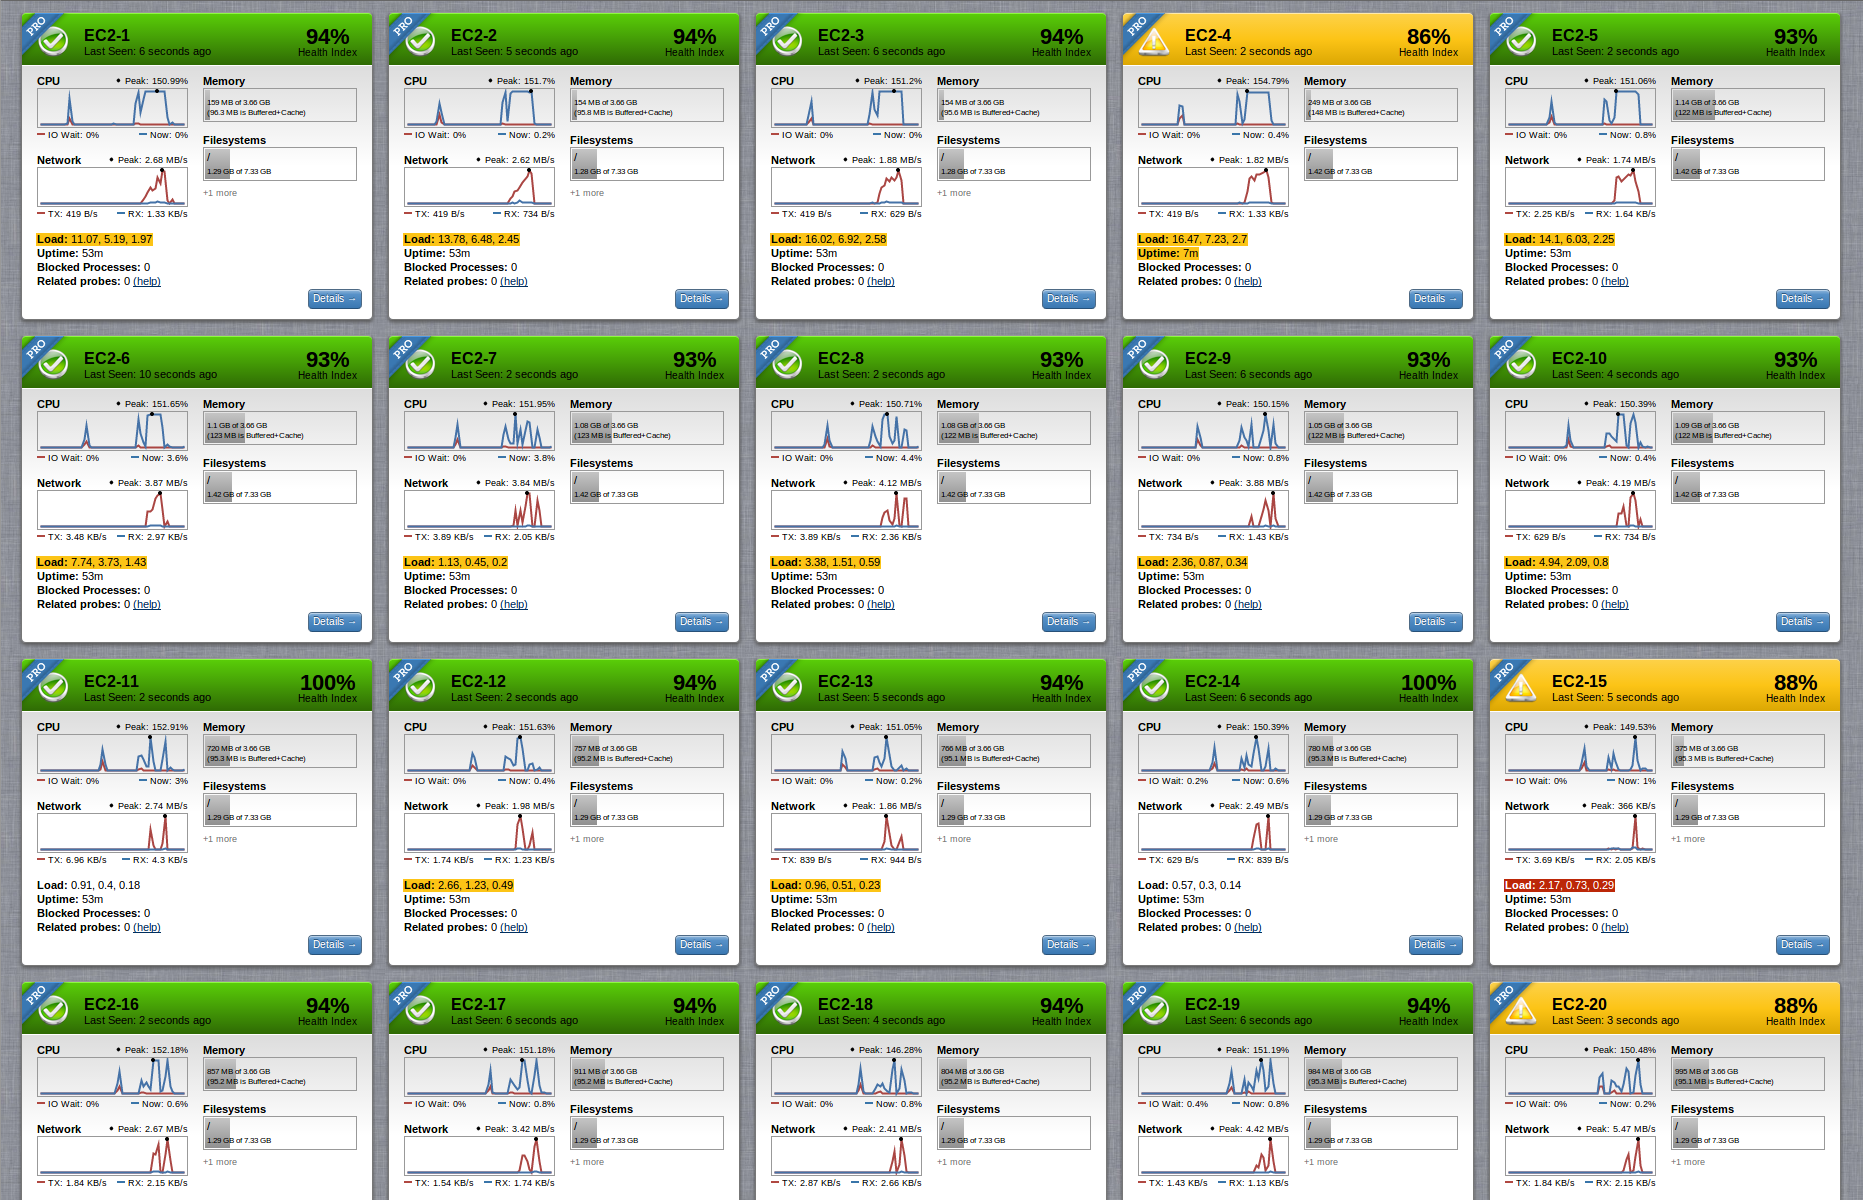 PRO
EC2-1
Last Seen: 6 seconds ago
94%
Health Index
CPU
Peak: 150.99%
IO Wait: 0%
Now: 0%
Network
Peak: 2.68 MB/s
TX: 419 B/s
RX: 1.33 KB/s
Memory
159 MB of 3.66 GB
(96.3 MB is Buffered+Cache)
Filesystems
/
1.29 GB of 7.33 GB
+1 more
Load: 11.07, 5.19, 1.97
Uptime: 53m
Blocked Processes: 0
Related probes: 0 (help)
Details →
PRO
EC2-2
Last Seen: 5 seconds ago
94%
Health Index
CPU
Peak: 151.7%
IO Wait: 0%
Now: 0.2%
Network
Peak: 2.62 MB/s
TX: 419 B/s
RX: 734 B/s
Memory
154 MB of 3.66 GB
(95.8 MB is Buffered+Cache)
Filesystems
/
1.29 GB of 7.33 GB
+1 more
Load: 13.78, 6.48, 2.45
Uptime: 53m
Blocked Processes: 0
Related probes: 0 (help)
Details →
PRO
EC2-3
Last Seen: 6 seconds ago
94%
Health Index
CPU
Peak: 151.2%
IO Wait: 0%
Now: 0%
Network
Peak: 1.88 MB/s
TX: 419 B/s
RX: 629 B/s
Memory
154 MB of 3.66 GB
(95.6 MB is Buffered+Cache)
Filesystems
/
1.28 GB of 7.33 GB
+1 more
Load: 16.02, 6.92, 2.58
Uptime: 53m
Blocked Processes: 0
Related probes: 0 (help)
Details →
PRO
EC2-4
Last Seen: 2 seconds ago
86%
Health Index
CPU
Peak: 154.79%
IO Wait: 0%
Now: 0.4%
Network
Peak: 1.82 MB/s
TX: 419 B/s
RX: 1.33 KB/s
Memory
249 MB of 3.66 GB
(148 MB is Buffered+Cache)
Filesystems
/
1.42 GB of 7.33 GB
Load: 16.47, 7.23, 2.7
Uptime: 7m
Blocked Processes: 0
Related probes: 0 (help)
Details →
PRO
EC2-5
Last Seen: 2 seconds ago
93%
Health Index
CPU
Peak: 151.06%
IO Wait: 0%
Now: 0.8%
Network
Peak: 1.74 MB/s
TX: 2.25 KB/s
RX: 1.64 KB/s
Memory
1.14 GB of 3.66 GB
(122 MB is Buffered+Cache)
Filesystems
/
1.42 GB of 7.33 GB
Load: 14.1, 6.03, 2.25
Uptime: 53m
Blocked Processes: 0
Related probes: 0 (help)
Details →
PRO
EC2-6
Last Seen: 10 seconds ago
93%
Health Index
CPU
Peak: 151.65%
IO Wait: 0%
Now: 3.6%
Network
Peak: 3.87 MB/s
TX: 3.48 KB/s
RX: 2.97 KB/s
Memory
1.1 GB of 3.66 GB
(123 MB is Buffered+Cache)
Filesystems
/
1.42 GB of 7.33 GB
Load: 7.74, 3.73, 1.43
Uptime: 53m
Blocked Processes: 0
Related probes: 0 (help)
Details →
PRO
EC2-7
Last Seen: 2 seconds ago
93%
Health Index
CPU
Peak: 151.95%
IO Wait: 0%
Now: 3.8%
Network
Peak: 3.84 MB/s
TX: 3.89 KB/s
RX: 2.05 KB/s
Memory
1.08 GB of 3.66 GB
(123 MB is Buffered+Cache)
Filesystems
/
1.42 GB of 7.33 GB
Load: 1.13, 0.45, 0.2
Uptime: 53m
Blocked Processes: 0
Related probes: 0 (help)
Details →
PRO
EC2-8
Last Seen: 2 seconds ago
93%
Health Index
CPU
Peak: 150.71%
IO Wait: 0%
Now: 4.4%
Network
Peak: 4.12 MB/s
TX: 3.89 KB/s
RX: 2.36 KB/s
Memory
1.08 GB of 3.66 GB
(122 MB is Buffered+Cache)
Filesystems
/
1.42 GB of 7.33 GB
Load: 3.38, 1.51, 0.59
Uptime: 53m
Blocked Processes: 0
Related probes: 0 (help)
Details →
PRO
EC2-9
Last Seen: 6 seconds ago
93%
Health Index
CPU
Peak: 150.15%
IO Wait: 0%
Now: 0.8%
Network
Peak: 3.88 MB/s
TX: 734 B/s
RX: 1.43 KB/s
Memory
1.05 GB of 3.66 GB
(122 MB is Buffered+Cache)
Filesystems
/
1.42 GB of 7.33 GB
Load: 2.36, 0.87, 0.34
Uptime: 53m
Blocked Processes: 0
Related probes: 0 (help)
Details →
PRO
EC2-10
Last Seen: 4 seconds ago
93%
Health Index
CPU
Peak: 150.39%
IO Wait: 0%
Now: 0.4%
Network
Peak: 4.19 MB/s
TX: 629 B/s
RX: 734 B/s
Memory
1.09 GB of 3.66 GB
(122 MB is Buffered+Cache)
Filesystems
/
1.42 GB of 7.33 GB
Load: 4.94, 2.09, 0.8
Uptime: 53m
Blocked Processes: 0
Related probes: 0 (help)
Details →
PRO
EC2-11
Last Seen: 2 seconds ago
100%
Health Index
CPU
Peak: 152.91%
IO Wait: 0%
Now: 3%
Network
Peak: 2.74 MB/s
TX: 6.96 KB/s
RX: 4.3 KB/s
Memory
720 MB of 3.66 GB
(95.3 MB is Buffered+Cache)
Filesystems
/
1.29 GB of 7.33 GB
+1 more
Load: 0.91, 0.4, 0.18
Uptime: 53m
Blocked Processes: 0
Related probes: 0 (help)
Details →
PRO
EC2-12
Last Seen: 2 seconds ago
94%
Health Index
CPU
Peak: 151.63%
IO Wait: 0%
Now: 0.4%
Network
Peak: 1.98 MB/s
TX: 1.74 KB/s
RX: 1.23 KB/s
Memory
757 MB of 3.66 GB
(95.2 MB is Buffered+Cache)
Filesystems
/
1.29 GB of 7.33 GB
+1 more
Load: 2.66, 1.23, 0.49
Uptime: 53m
Blocked Processes: 0
Related probes: 0 (help)
Details →
PRO
EC2-13
Last Seen: 5 seconds ago
94%
Health Index
CPU
Peak: 151.05%
IO Wait: 0%
Now: 0.2%
Network
Peak: 1.86 MB/s
TX: 839 B/s
RX: 944 B/s
Memory
766 MB of 3.66 GB
(95.1 MB is Buffered+Cache)
Filesystems
/
1.29 GB of 7.33 GB
+1 more
Load: 0.96, 0.51, 0.23
Uptime: 53m
Blocked Processes: 0
Related probes: 0 (help)
Details →
PRO
EC2-14
Last Seen: 6 seconds ago
100%
Health Index
CPU
Peak: 150.39%
IO Wait: 0.2%
Now: 0.6%
Network
Peak: 2.49 MB/s
TX: 629 B/s
RX: 839 B/s
Memory
780 MB of 3.66 GB
(95.3 MB is Buffered+Cache)
Filesystems
/
1.29 GB of 7.33 GB
+1 more
Load: 0.57, 0.3, 0.14
Uptime: 53m
Blocked Processes: 0
Related probes: 0 (help)
Details →
PRO
EC2-15
Last Seen: 5 seconds ago
88%
Health Index
CPU
Peak: 149.53%
IO Wait: 0%
Now: 1%
Network
Peak: 366 KB/s
TX: 3.69 KB/s
RX: 2.05 KB/s
Memory
375 MB of 3.66 GB
(95.3 MB is Buffered+Cache)
Filesystems
/
1.29 GB of 7.33 GB
+1 more
Load: 2.17, 0.73, 0.29
Uptime: 53m
Blocked Processes: 0
Related probes: 0 (help)
Details →
PRO
EC2-16
Last Seen: 2 seconds ago
94%
Health Index
CPU
Peak: 152.18%
IO Wait: 0%
Now: 0.6%
Network
Peak: 2.67 MB/s
TX: 1.84 KB/s
RX: 2.15 KB/s
Memory
857 MB of 3.66 GB
(95.2 MB is Buffered+Cache)
Filesystems
/
1.29 GB of 7.33 GB
+1 more
PRO
EC2-17
Last Seen: 6 seconds ago
94%
Health Index
CPU
Peak: 151.18%
IO Wait: 0%
Now: 0.8%
Network
Peak: 3.42 MB/s
TX: 1.54 KB/s
RX: 1.74 KB/s
Memory
911 MB of 3.66 GB
(95.2 MB is Buffered+Cache)
Filesystems
/
1.29 GB of 7.33 GB
+1 more
PRO
EC2-18
Last Seen: 4 seconds ago
94%
Health Index
CPU
Peak: 146.28%
IO Wait: 0%
Now: 0.8%
Network
Peak: 2.41 MB/s
TX: 2.87 KB/s
RX: 2.66 KB/s
Memory
804 MB of 3.66 GB
(95.2 MB is Buffered+Cache)
Filesystems
/
1.29 GB of 7.33 GB
+1 more
PRO
EC2-19
Last Seen: 6 seconds ago
94%
Health Index
CPU
Peak: 151.19%
IO Wait: 0.4%
Now: 0.8%
Network
Peak: 4.42 MB/s
TX: 1.43 KB/s
RX: 1.13 KB/s
Memory
984 MB of 3.66 GB
(95.3 MB is Buffered+Cache)
Filesystems
/
1.29 GB of 7.33 GB
+1 more
PRO
EC2-20
Last Seen: 3 seconds ago
88%
Health Index
CPU
Peak: 150.48%
IO Wait: 0%
Now: 0.2%
Network
Peak: 5.47 MB/s
TX: 1.84 KB/s
RX: 2.15 KB/s
Memory
995 MB of 3.66 GB
(95.1 MB is Buffered+Cache)
Filesystems
/
1.29 GB of 7.33 GB
+1 more